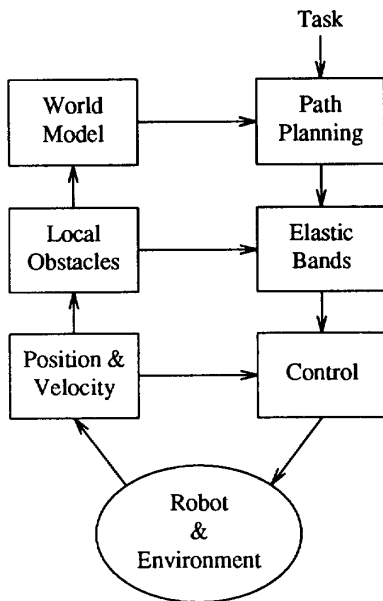 Task
World
Model
Path
Planning
Local
Obstacles
Elastic
Bands
Position &
Velocity
Control
Robot
&
Environment